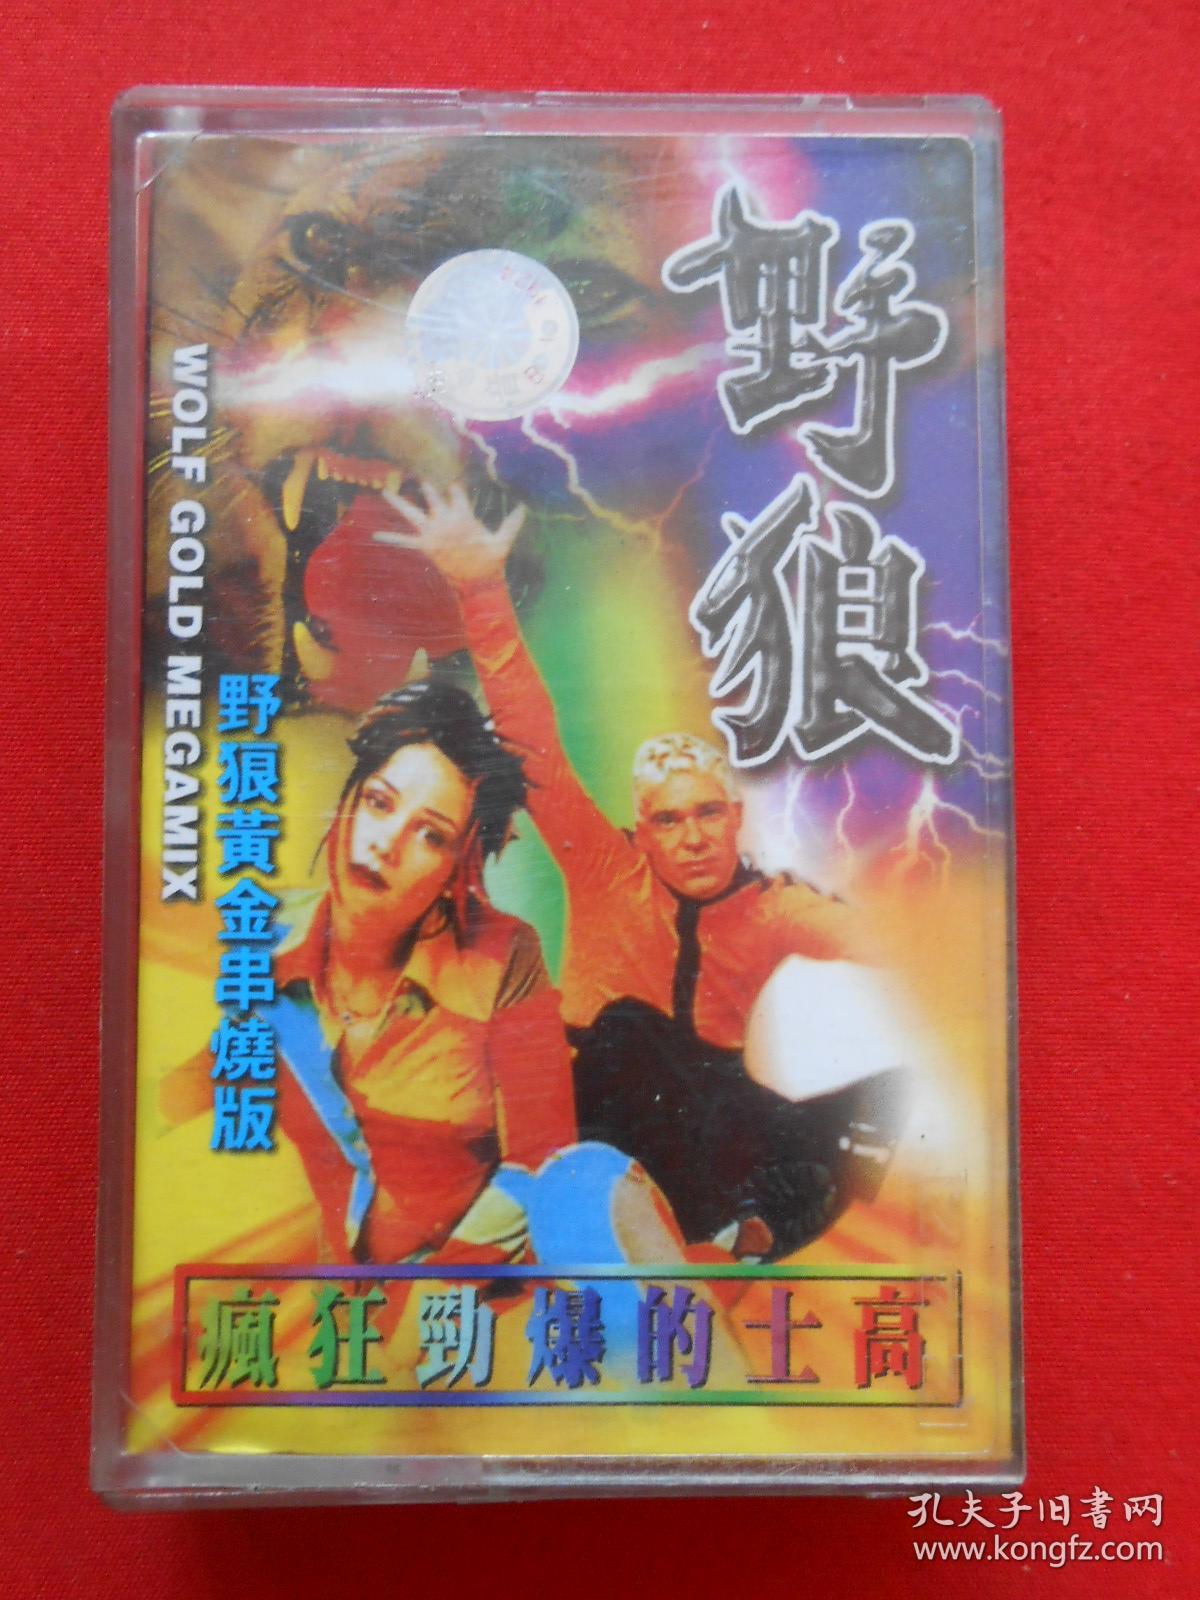 野狼
WOLF GOLD MEGAMIX
野狼黃金串燒版
瘋狂勁爆的士高
孔夫子旧书网
www.kongfz.com